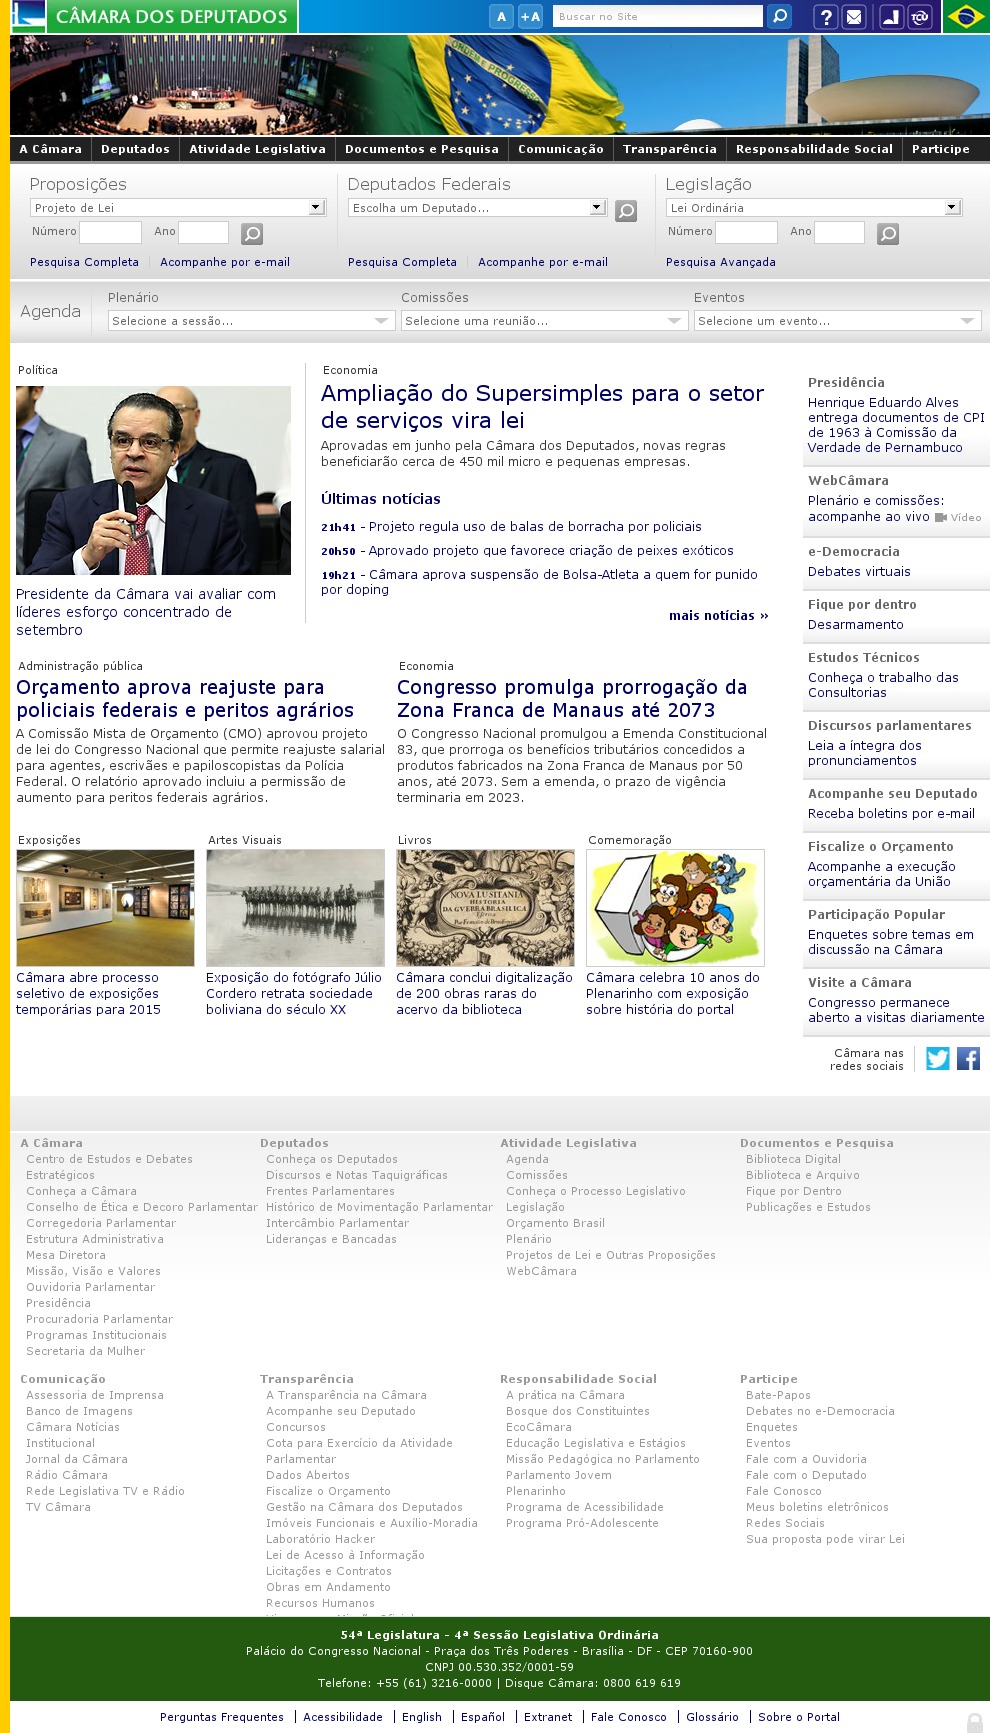 CÂMARA DOS DEPUTADOS
A +A Buscar no Site ? TCU
ORDEM E PROGRESSO
A Câmara Deputados Atividade Legislativa Documentos e Pesquisa Comunicação Transparência Responsabilidade Social Participe
Proposições Deputados Federais Legislação
Projeto de Lei Escolha um Deputado... Lei Ordinária
Número Ano Número Ano
Pesquisa Completa Acompanhe por e-mail Pesquisa Completa Acompanhe por e-mail Pesquisa Avançada
Agenda
Plenário Comissões Eventos
Selecione a sessão... Selecione uma reunião... Selecione um evento...
Política
Presidente da Câmara vai avaliar com
líderes esforço concentrado de
setembro
Economia
Ampliação do Supersimples para o setor
de serviços vira lei
Aprovadas em junho pela Câmara dos Deputados, novas regras
beneficiarão cerca de 450 mil micro e pequenas empresas.
Últimas notícias
21h41 - Projeto regula uso de balas de borracha por policiais
20h50 - Aprovado projeto que favorece criação de peixes exóticos
19h21 - Câmara aprova suspensão de Bolsa-Atleta a quem for punido
por doping
mais notícias »
Administração pública
Orçamento aprova reajuste para
policiais federais e peritos agrários
A Comissão Mista de Orçamento (CMO) aprovou projeto
de lei do Congresso Nacional que permite reajuste salarial
para agentes, escrivães e papiloscopistas da Polícia
Federal. O relatório aprovado incluiu a permissão de
aumento para peritos federais agrários.
Economia
Congresso promulga prorrogação da
Zona Franca de Manaus até 2073
O Congresso Nacional promulgou a Emenda Constitucional
83, que prorroga os benefícios tributários concedidos a
produtos fabricados na Zona Franca de Manaus por 50
anos, até 2073. Sem a emenda, o prazo de vigência
terminaria em 2023.
Exposições
Câmara abre processo
seletivo de exposições
temporárias para 2015
Artes Visuais
Exposição do fotógrafo Júlio
Cordero retrata sociedade
boliviana do século XX
Livros
NOVA LUSITANIA
HISTORIA
DA GUERRA BRASILICA
Câmara conclui digitalização
de 200 obras raras do
acervo da biblioteca
Comemoração
Câmara celebra 10 anos do
Plenarinho com exposição
sobre história do portal
Presidência
Henrique Eduardo Alves
entrega documentos de CPI
de 1963 à Comissão da
Verdade de Pernambuco
WebCâmara
Plenário e comissões:
acompanhe ao vivo Vídeo
e-Democracia
Debates virtuais
Fique por dentro
Desarmamento
Estudos Técnicos
Conheça o trabalho das
Consultorias
Discursos parlamentares
Leia a íntegra dos
pronunciamentos
Acompanhe seu Deputado
Receba boletins por e-mail
Fiscalize o Orçamento
Acompanhe a execução
orçamentária da União
Participação Popular
Enquetes sobre temas em
discussão na Câmara
Visite a Câmara
Congresso permanece
aberto a visitas diariamente
Câmara nas
redes sociais
A Câmara
Centro de Estudos e Debates
Estratégicos
Conheça a Câmara
Conselho de Ética e Decoro Parlamentar
Corregedoria Parlamentar
Estrutura Administrativa
Mesa Diretora
Missão, Visão e Valores
Ouvidoria Parlamentar
Presidência
Procuradoria Parlamentar
Programas Institucionais
Secretaria da Mulher
Deputados
Conheça os Deputados
Discursos e Notas Taquigráficas
Frentes Parlamentares
Histórico de Movimentação Parlamentar
Intercâmbio Parlamentar
Lideranças e Bancadas
Atividade Legislativa
Agenda
Comissões
Conheça o Processo Legislativo
Legislação
Orçamento Brasil
Plenário
Projetos de Lei e Outras Proposições
WebCâmara
Documentos e Pesquisa
Biblioteca Digital
Biblioteca e Arquivo
Fique por Dentro
Publicações e Estudos
Comunicação
Assessoria de Imprensa
Banco de Imagens
Câmara Notícias
Institucional
Jornal da Câmara
Rádio Câmara
Rede Legislativa TV e Rádio
TV Câmara
Transparência
A Transparência na Câmara
Acompanhe seu Deputado
Concursos
Cota para Exercício da Atividade
Parlamentar
Dados Abertos
Fiscalize o Orçamento
Gestão na Câmara dos Deputados
Imóveis Funcionais e Auxílio-Moradia
Laboratório Hacker
Lei de Acesso à Informação
Licitações e Contratos
Obras em Andamento
Recursos Humanos
Responsabilidade Social
A prática na Câmara
Bosque dos Constituintes
EcoCâmara
Educação Legislativa e Estágios
Missão Pedagógica no Parlamento
Parlamento Jovem
Plenarinho
Programa de Acessibilidade
Programa Pró-Adolescente
Participe
Bate-Papos
Debates no e-Democracia
Enquetes
Eventos
Fale com a Ouvidoria
Fale com o Deputado
Fale Conosco
Meus boletins eletrônicos
Redes Sociais
Sua proposta pode virar Lei
54ª Legislatura - 4ª Sessão Legislativa Ordinária
Palácio do Congresso Nacional - Praça dos Três Poderes - Brasília - DF - CEP 70160-900
CNPJ 00.530.352/0001-59
Telefone: +55 (61) 3216-0000 | Disque Câmara: 0800 619 619
Perguntas Frequentes | Acessibilidade | English | Español | Extranet | Fale Conosco | Glossário | Sobre o Portal